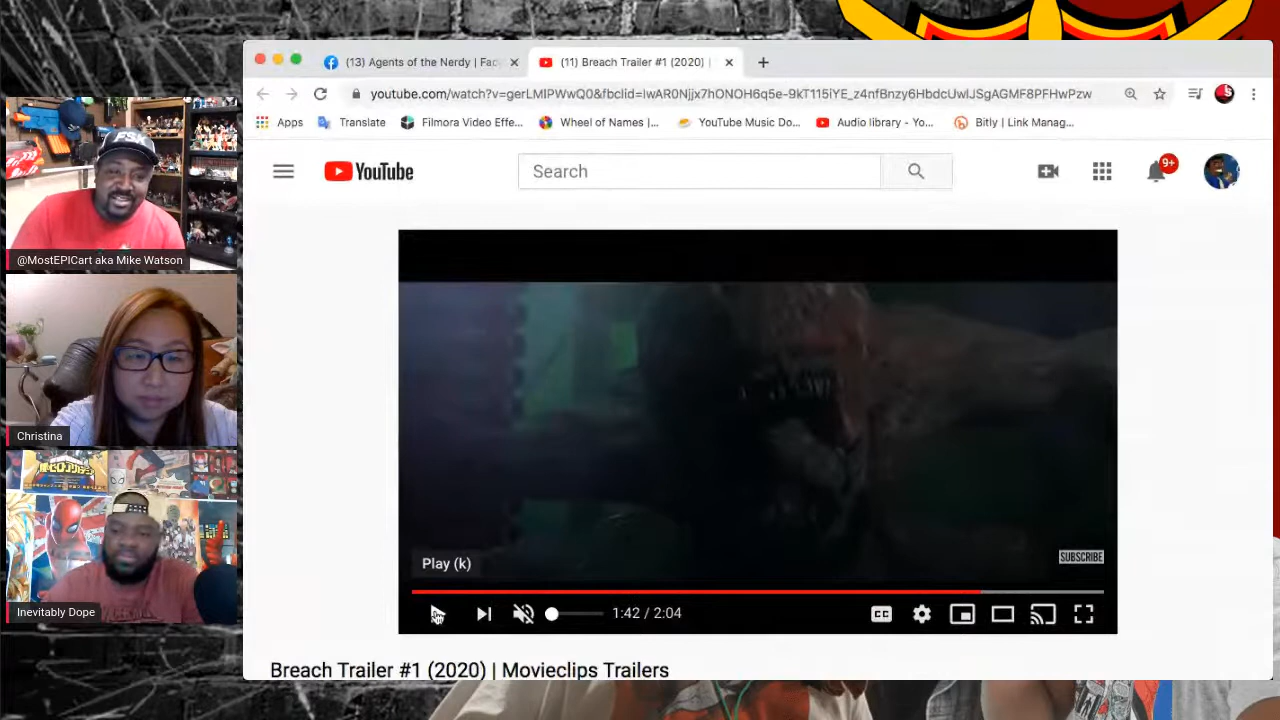 (13) Agents of the Nerdy | Fac
(11) Breach Trailer #1 (2020) |
youtube.com/watch?v=gerLMIPWwQ0&fbclid=IwAR0Njjx7hONOH6q5e-9kT115iYE_z4nfBnzy6HbdcUwlJSgAGMF8PFHwPzw
Apps
Translate
Filmora Video Effe...
Wheel of Names |...
YouTube Music Do...
Audio library - Yo...
Bitly | Link Manag...
YouTube
Search
9+
@MostEPICart aka Mike Watson
Christina
Inevitably Dope
Play (k)
SUBSCRIBE
1:42 / 2:04
CC
Breach Trailer #1 (2020) | Movieclips Trailers